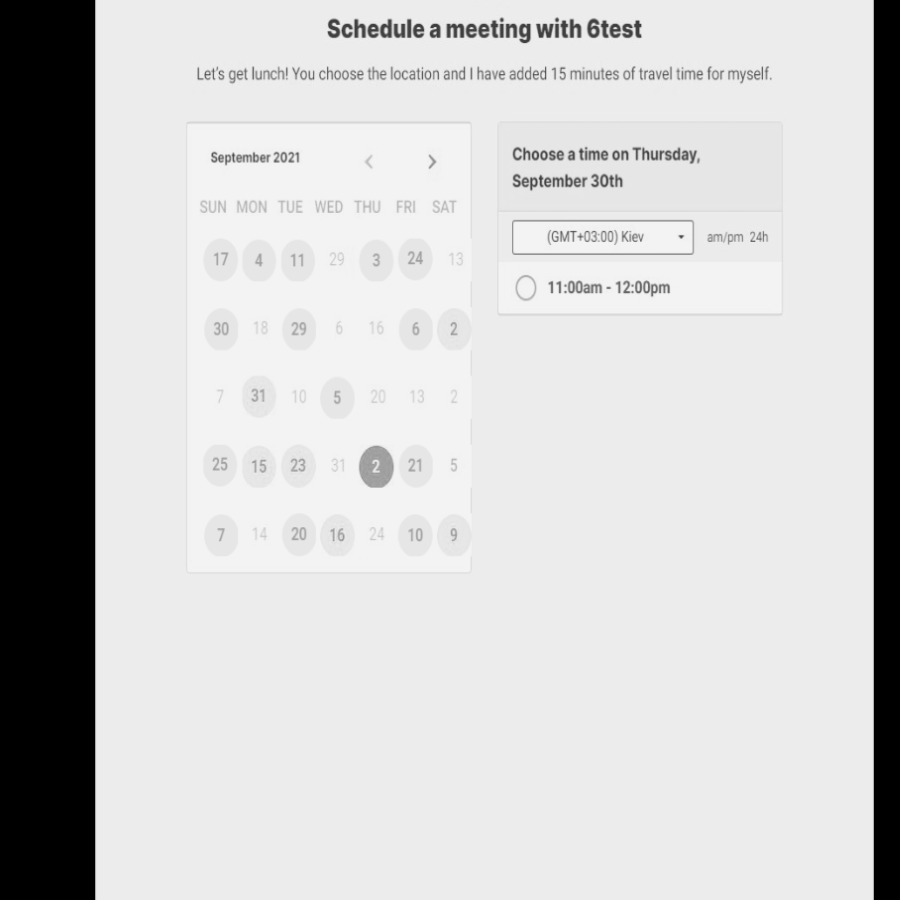 Schedule a meeting with 6test
Let's get lunch! You choose the location and I have added 15 minutes of travel time for myself.
September 2021
SUN MON TUE WED THU FRI SAT
17 4 11 29 3 24 13
30 18 29 6 16 6 2
7 31 10 5 20 13 2
25 15 23 31 2 21 5
7 14 20 16 24 10 9
Choose a time on Thursday,
September 30th
(GMT+03:00) Kiev am/pm 24h
11:00am - 12:00pm